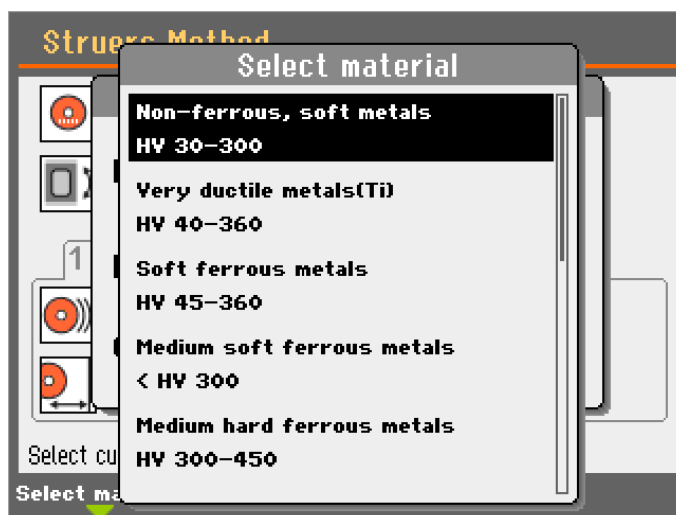 Struers Method
Select material
Non-ferrous, soft metals
HV 30-300
Very ductile metals(Ti)
HV 40-360
Soft ferrous metals
HV 45-360
Medium soft ferrous metals
< HV 300
Medium hard ferrous metals
HV 300-450
1
Select cu
Select ma